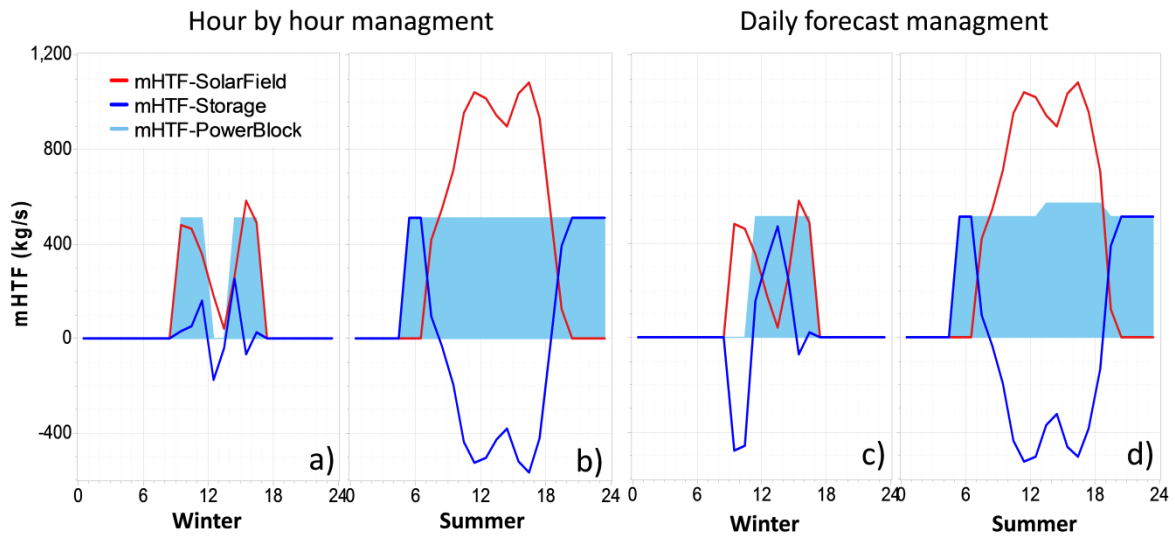 Hour by hour managment
Daily forecast managment
1,200
800
400
0
-400
mHTF (kg/s)
mHTF-SolarField
mHTF-Storage
mHTF-PowerBlock
a)
b)
c)
d)
0 6 12 18 24
0 6 12 18 24
0 6 12 18 24
0 6 12 18 24
Winter
Summer
Winter
Summer